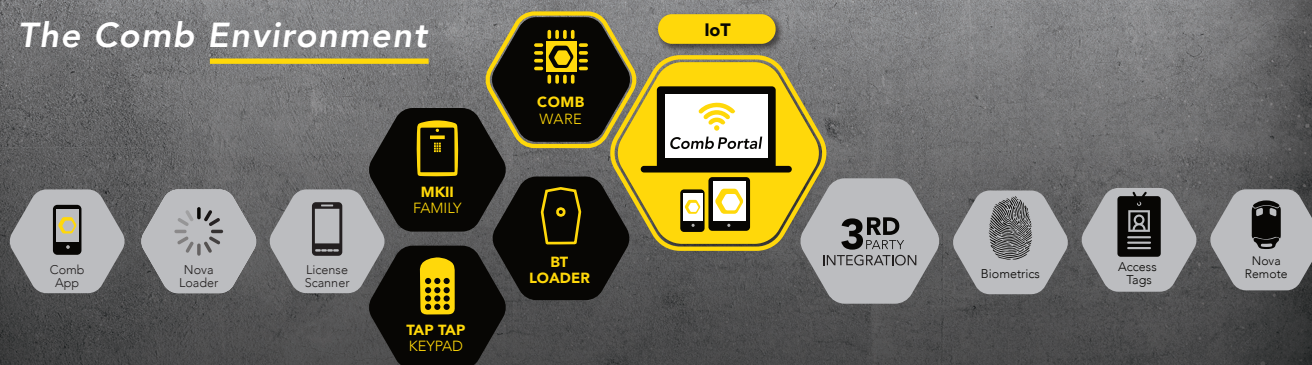 The Comb Environment
IoT
COMB
WARE
Comb Portal
MKII
FAMILY
BT
LOADER
TAP TAP
KEYPAD
Comb
App
Nova
Loader
License
Scanner
3RD
PARTY
INTEGRATION
Biometrics
Access
Tags
Nova
Remote